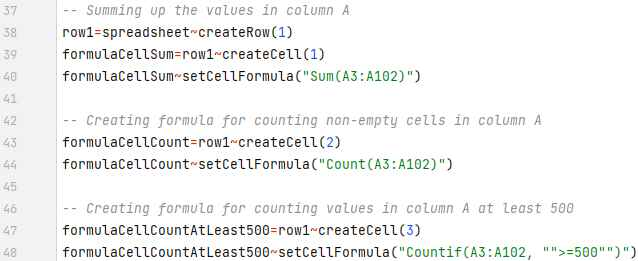 37 -- Summing up the values in column A
38 row1=spreadsheet~createRow(1)
39 formulaCellSum=row1~createCell(1)
40 formulaCellSum~setCellFormula("Sum(A3:A102)")
41
42 -- Creating formula for counting non-empty cells in column A
43 formulaCellCount=row1~createCell(2)
44 formulaCellCount~setCellFormula("Count(A3:A102)")
45
46 -- Creating formula for counting values in column A at least 500
47 formulaCellCountAtLeast500=row1~createCell(3)
48 formulaCellCountAtLeast500~setCellFormula("Countif(A3:A102, "">=500"")")